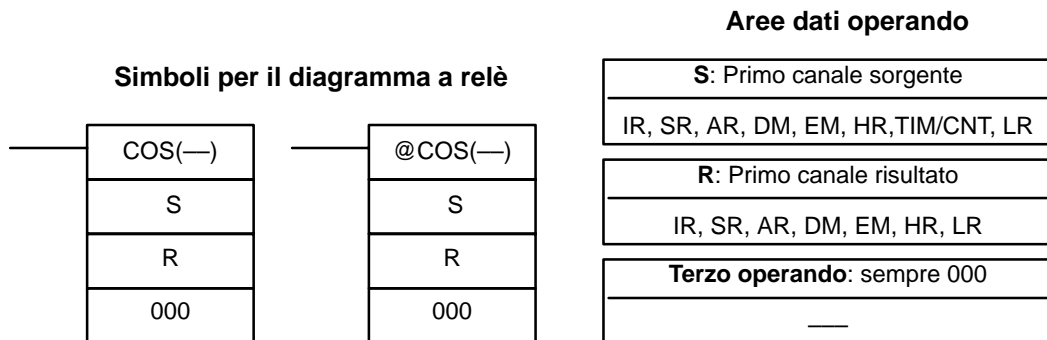 Aree dati operando
Simboli per il diagramma a relè
S: Primo canale sorgente
IR, SR, AR, DM, EM, HR,TIM/CNT, LR
COS(––)
@COS(––)
S
S
R: Primo canale risultato
IR, SR, AR, DM, EM, HR, LR
R
R
Terzo operando: sempre 000
000
000
–––